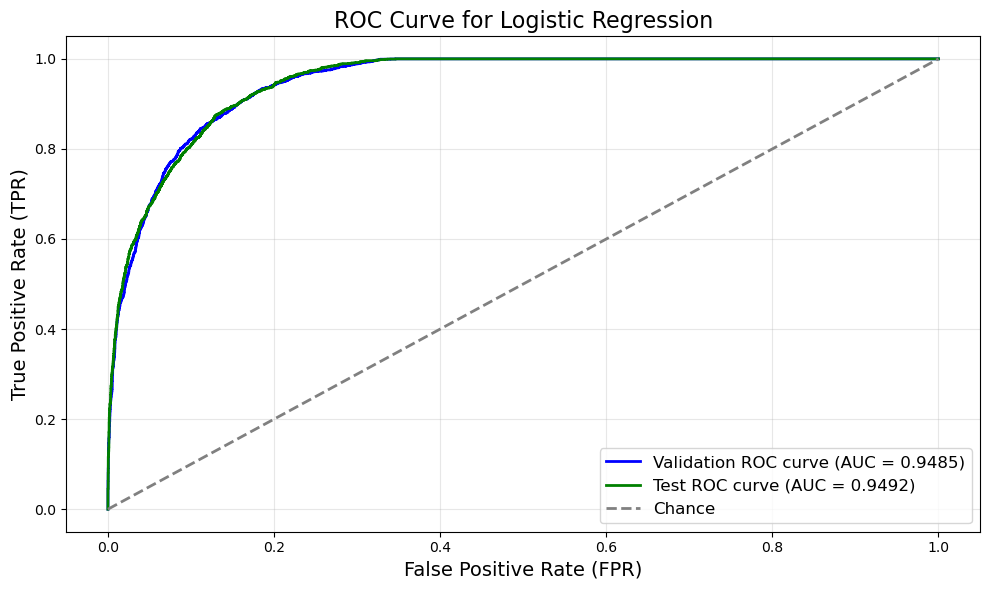 ROC Curve for Logistic Regression
True Positive Rate (TPR)
1.0
0.8
0.6
0.4
0.2
0.0
Validation ROC curve (AUC = 0.9485)
Test ROC curve (AUC = 0.9492)
Chance
0.0 0.2 0.4 0.6 0.8 1.0
False Positive Rate (FPR)